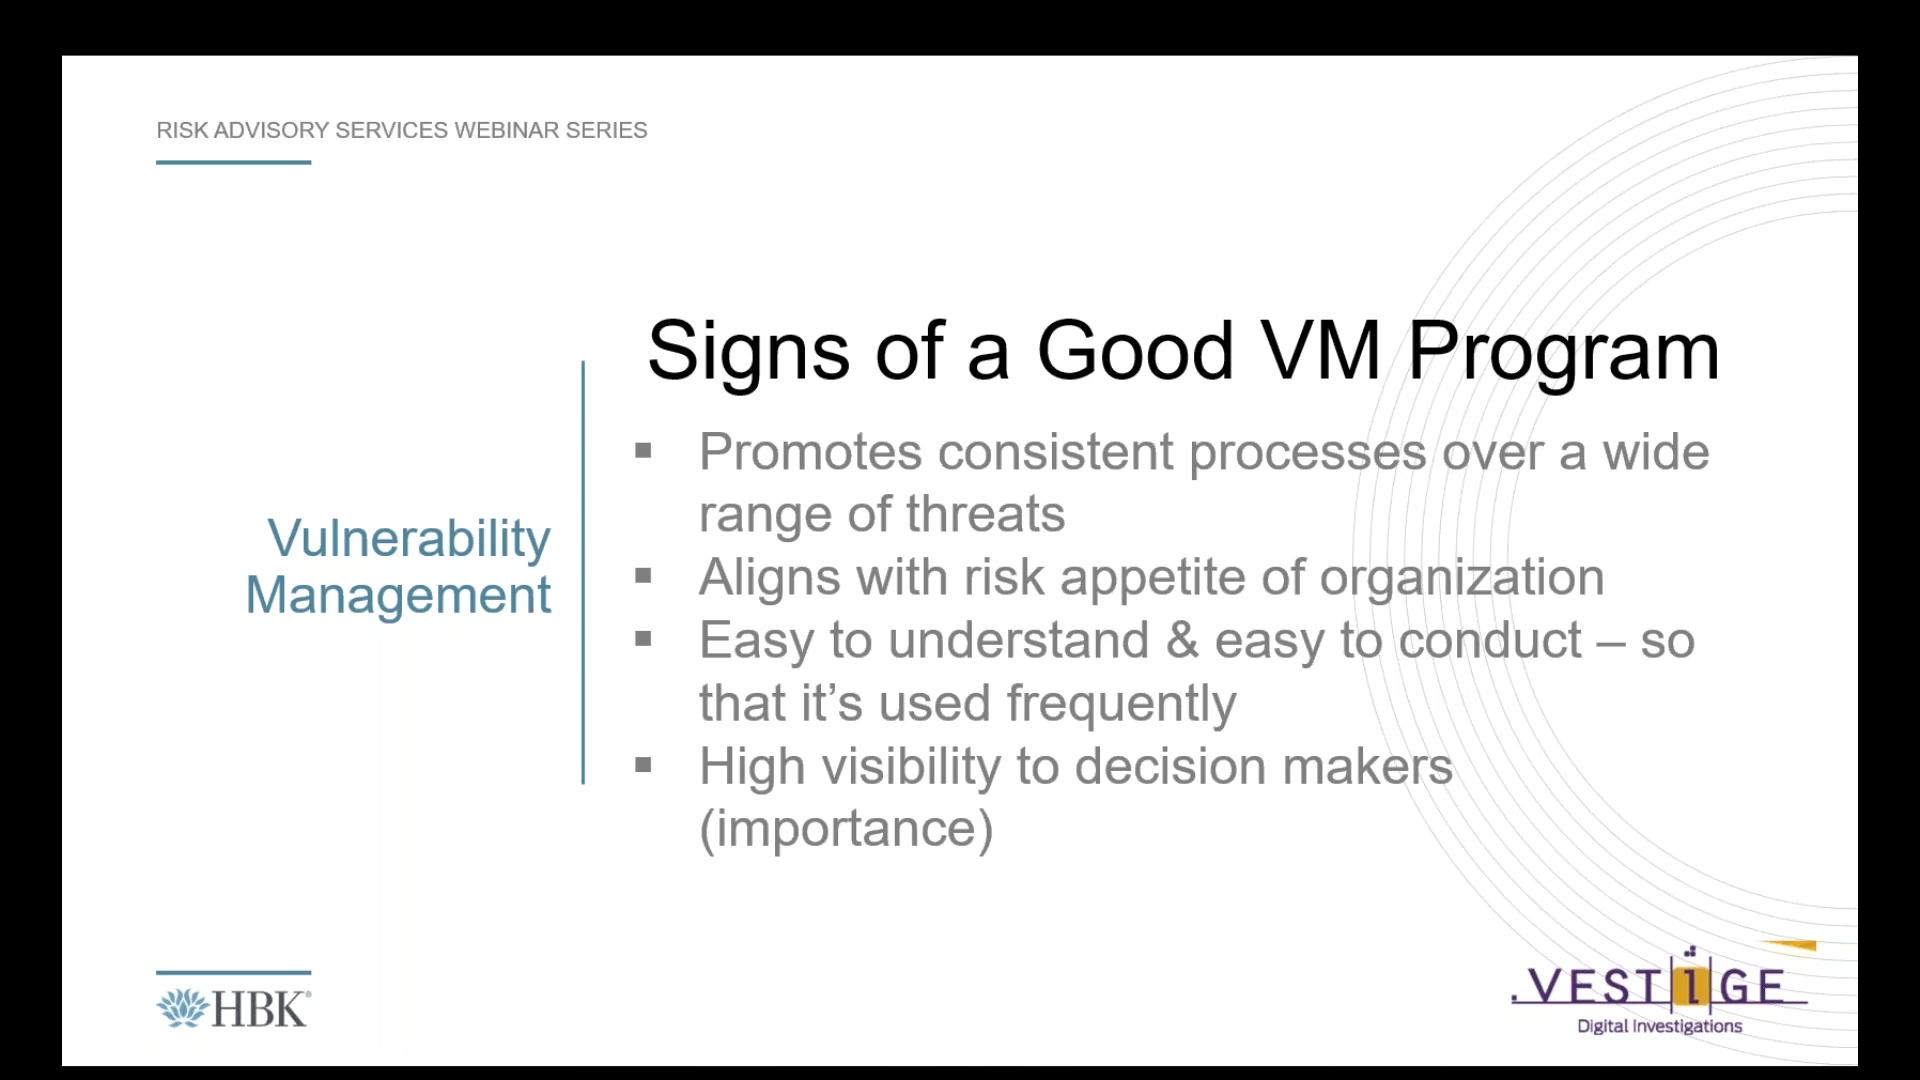 RISK ADVISORY SERVICES WEBINAR SERIES
Signs of a Good VM Program
Vulnerability
Management
▪ Promotes consistent processes over a wide
range of threats
▪ Aligns with risk appetite of organization
▪ Easy to understand & easy to conduct – so
that it’s used frequently
▪ High visibility to decision makers
(importance)
HBK®
VESTIGE
Digital Investigations